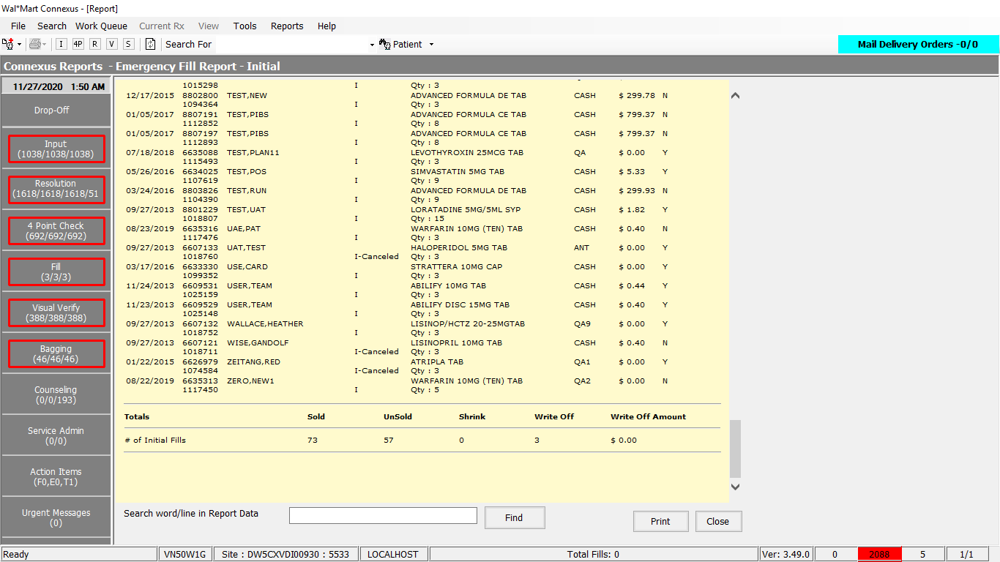 Wal*Mart Connexus - [Report]
File Search Work Queue Current Rx View Tools Reports Help
I 4P R V S Search For Patient Mail Delivery Orders -0/0
Connexus Reports - Emergency Fill Report - Initial
11/27/2020 1:50 AM
Drop-Off
Input
(1038/1038/1038)
Resolution
(1618/1618/1618/51
4 Point Check
(692/692/692)
Fill
(3/3/3)
Visual Verify
(388/388/388)
Bagging
(46/46/46)
Counseling
(0/0/193)
Service Admin
(0/0)
Action Items
(F0,E0,T1)
Urgent Messages
(0)
1015298 I Qty : 3
12/17/2015 8802800 TEST,NEW ADVANCED FORMULA DE TAB CASH $ 299.78 N
1094364 I Qty : 3
01/05/2017 8807191 TEST,PIBS ADVANCED FORMULA CE TAB CASH $ 799.37 N
1112852 I Qty : 8
01/05/2017 8807197 TEST,PIBS ADVANCED FORMULA CE TAB CASH $ 799.37 N
1112893 I Qty : 8
07/18/2018 6635088 TEST,PLAN11 LEVOTHYROXIN 25MCG TAB QA $ 0.00 Y
1115493 I Qty : 3
05/26/2016 6634025 TEST,POS SIMVASTATIN 5MG TAB CASH $ 5.33 Y
1107619 I Qty : 9
03/24/2016 8803826 TEST,RUN ADVANCED FORMULA DE TAB CASH $ 299.93 N
1104390 I Qty : 9
09/27/2013 8801229 TEST,UAT LORATADINE 5MG/5ML SYP CASH $ 1.82 Y
1018807 I Qty : 15
08/23/2019 6635316 UAE,PAT WARFARIN 10MG (TEN) TAB CASH $ 0.40 N
1117476 I Qty : 3
09/27/2013 6607133 UAT,TEST HALOPERIDOL 5MG TAB ANT $ 0.00 Y
1018760 I-Canceled Qty : 3
03/17/2016 6633330 USE,CARD STRATTERA 10MG CAP CASH $ 0.00 Y
1099352 I Qty : 3
11/24/2013 6609531 USER,TEAM ABILIFY 10MG TAB CASH $ 0.44 Y
1025159 I Qty : 3
11/23/2013 6609529 USER,TEAM ABILIFY DISC 15MG TAB CASH $ 0.40 Y
1025148 I Qty : 3
09/27/2013 6607132 WALLACE,HEATHER LISINOP/HCTZ 20-25MGTAB QA9 $ 0.00 Y
1018752 I Qty : 3
09/27/2013 6607121 WISE,GANDOLF LISINOPRIL 10MG TAB CASH $ 0.40 N
1018711 I-Canceled Qty : 3
01/22/2015 6626979 ZEITANG,RED ATRIPLA TAB QA1 $ 0.00 Y
1074584 I-Canceled Qty : 3
08/22/2019 6635313 ZERO,NEW1 WARFARIN 10MG (TEN) TAB QA2 $ 0.00 N
1117450 I Qty : 5
Totals Sold UnSold Shrink Write Off Write Off Amount
# of Initial Fills 73 57 0 3 $ 0.00
Search word/line in Report Data Find Print Close
Ready VN50W1G Site : DW5CXVDI00930 : 5533 LOCALHOST Total Fills: 0 Ver: 3.49.0 0 2088 5 1/1